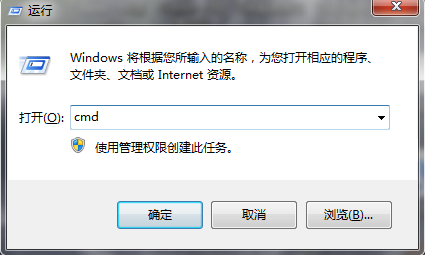 运行
Windows 将根据您所输入的名称，为您打开相应的程序、
文件夹、文档或 Internet 资源。
打开(O): cmd
使用管理权限创建此任务。
确定 取消 浏览(B)...